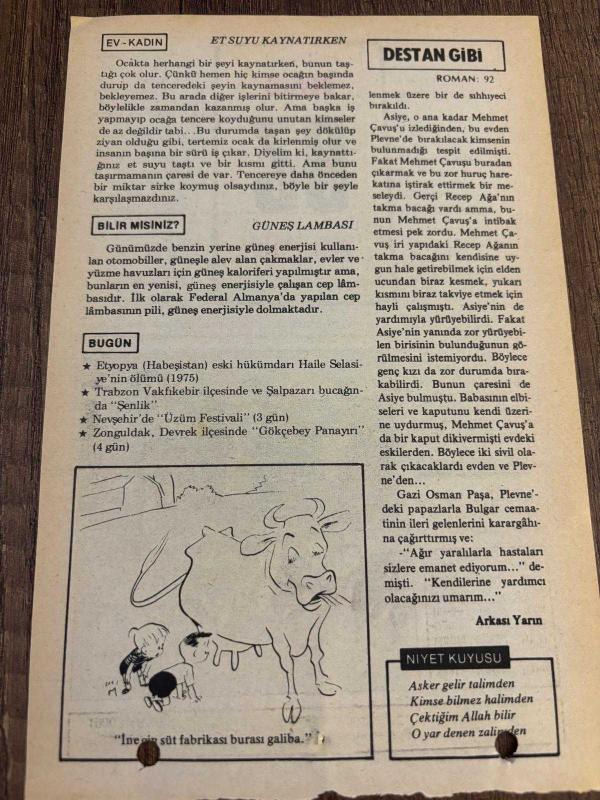 EV - KADIN
ET SUYU KAYNATIRKEN
Ocakta herhangi bir şeyi kaynatırken, bunun taş-
tığı çok olur. Çünkü hemen hiç kimse ocağın başında
durup da tenceredeki şeyin kaynamasını beklemez,
bekleyemez. Bu arada diğer işlerini bitirmeye bakar,
böylelikle zamandan kazanmış olur. Ama başka iş
yapmayıp ocağa tencere koyduğunu unutan kimseler
de az değildir tabi...Bu durumda taşan şey dökülüp
ziyan olduğu gibi, tertemiz ocak da kirlenmiş olur ve
insanın başına bir sürü iş çıkar. Diyelim ki, kaynattı-
ğınız et suyu taştı ve bir kısmı gitti. Ama bunu
taşırmamanın çaresi de var. Tencereye daha önceden
bir miktar sirke koymuş olsaydınız, böyle bir şeyle
karşılaşmazdınız.
BİLİR MİSİNİZ?
GÜNEŞ LAMBASI
Günümüzde benzin yerine güneş enerjisi kullanı-
lan otomobiller, güneşle alev alan çakmaklar, evler ve
yüzme havuzları için güneş kaloriferi yapılmıştır ama,
bunların en yenisi, güneş enerjisiyle çalışan cep lâm-
basıdır. İlk olarak Federal Almanya'da yapılan cep
lâmbasının pili, güneş enerjisiyle dolmaktadır.
BUGÜN
★ Etyopya (Habeşistan) eski hükümdarı Haile Selasi-
ye'nin ölümü (1975)
★ Trabzon Vakfıkebir ilçesinde ve Şalpazarı bucağın-
da "Şenlik"
★ Nevşehir'de "Üzüm Festivali" (3 gün)
★ Zonguldak, Devrek ilçesinde "Gökçebey Panayırı"
(4 gün)
"İneğin süt fabrikası burası galiba."
DESTAN GİBİ
ROMAN: 92
lenmek üzere bir de sıhhıyeci
bırakıldı.
Asiye, o ana kadar Mehmet
Çavuş'u izlediğinden, bu evden
Plevne'de bırakılacak kimsenin
bulunmadığı tespit edilmişti.
Fakat Mehmet Çavuşu buradan
çıkarmak ve bu zor huruç hare-
katına iştirak ettirmek bir me-
seleydi. Gerçi Recep Ağa'nın
takma bacağı vardı amma, bu-
nun Mehmet Çavuş'a intibak
etmesi pek zordu. Mehmet Ça-
vuş iri yapıdaki Recep Ağanın
takma bacağını kendisine uy-
gun hale getirebilmek için elden
ucundan biraz kesmek, yukarı
kısmını biraz takviye etmek için
hayli çalışmıştı. Asiye'nin de
yardımıyla yürüyebilirdi. Fakat
Asiye'nin yanında zor yürüyebi-
len birisinin bulunduğunun gö-
rülmesini istemiyordu. Böylece
genç kızı da zor durumda bıra-
kabilirdi. Bunun çaresini de
Asiye bulmuştu. Babasının elbi-
seleri ve kaputunu kendi üzeri-
ne uydurmuş, Mehmet Çavuş'a
da bir kaput dikivermişti evdeki
eskilerden. Böylece iki sivil ola-
rak çıkacaklardı evden ve Plev-
ne'den...
Gazi Osman Paşa, Plevne'-
deki papazlarla Bulgar cemaa-
tinin ileri gelenlerini karargâhı-
na çağırttırmış ve:
-"Ağır yaralılarla hastaları
sizlere emanet ediyorum..." de-
mişti. "Kendilerine yardımcı
olacağınızı umarım..."
Arkası Yarın
NİYET KUYUSU
Asker gelir talimden
Kimse bilmez halimden
Çektiğim Allah bilir
O yar denen zalimden